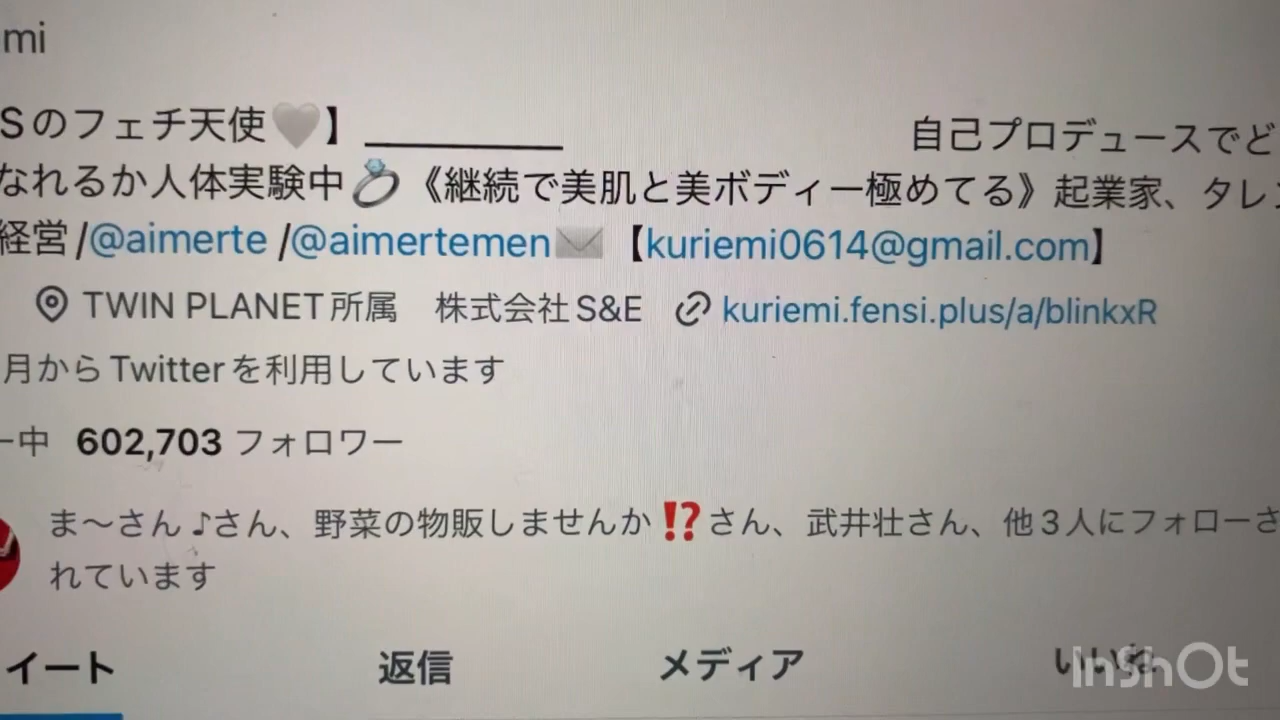 mi
Sのフェチ天使🤍】 __________ 自己プロデュースでど
なれるか人体実験中💍《継続で美肌と美ボディー極めてる》起業家、タレ
経営/@aimerte /@aimertemen✉️【kuriemi0614@gmail.com】
TWIN PLANET所属 株式会社S&E kuriemi.fensi.plus/a/blinkxR
月からTwitterを利用しています
ー中 602,703 フォロワー
ま〜さん♪さん、野菜の物販しませんか⁉️さん、武井壮さん、他3人にフォローさ
れています
イート 返信 メディア いいね
InShOt